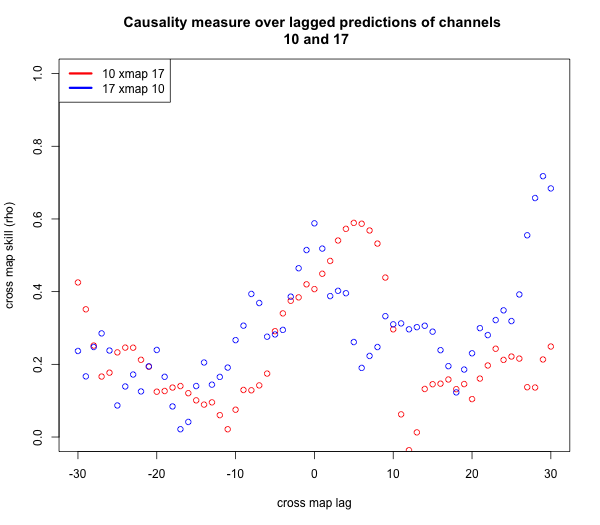 Causality measure over lagged predictions of channels
10 and 17
10 xmap 17
17 xmap 10
cross map skill (rho)
1.0
0.8
0.6
0.4
0.2
0.0
-30 -20 -10 0 10 20 30
cross map lag